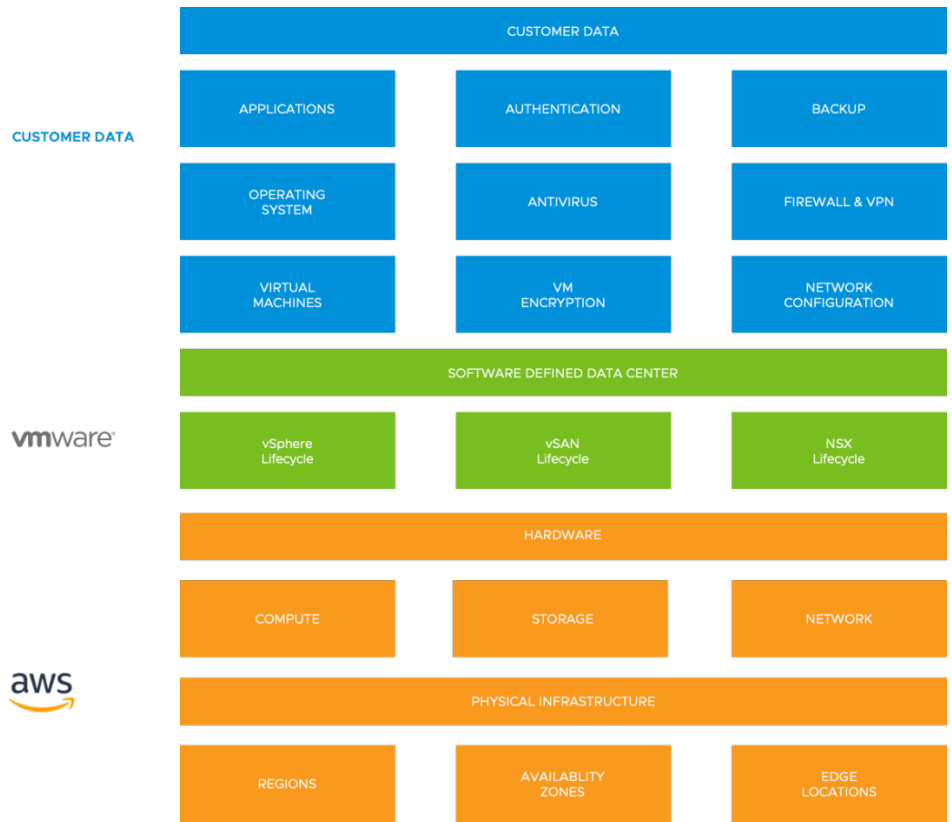 CUSTOMER DATA
APPLICATIONS
AUTHENTICATION
BACKUP
CUSTOMER DATA
OPERATING
SYSTEM
ANTIVIRUS
FIREWALL & VPN
VIRTUAL
MACHINES
VM
ENCRYPTION
NETWORK
CONFIGURATION
SOFTWARE DEFINED DATA CENTER
vmware®
vSphere
Lifecycle
vSAN
Lifecycle
NSX
Lifecycle
HARDWARE
COMPUTE
STORAGE
NETWORK
aws
PHYSICAL INFRASTRUCTURE
REGIONS
AVAILABLITY
ZONES
EDGE
LOCATIONS